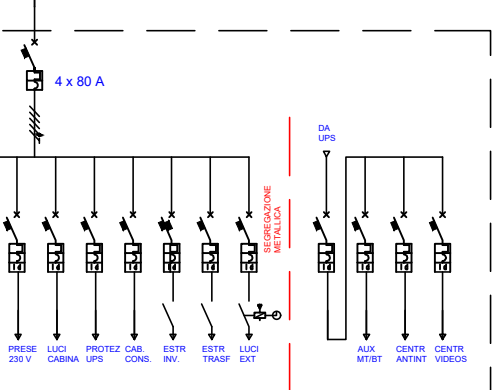 4 x 80 A
DA
UPS
SEGREGAZIONE
METALLICA
PRESE
230 V
LUCI
CABINA
PROTEZ
UPS
CAB.
CONS.
ESTR
INV.
ESTR
TRASF
LUCI
EXT
AUX
MT/BT
CENTR
ANTINT
CENTR
VIDEOS